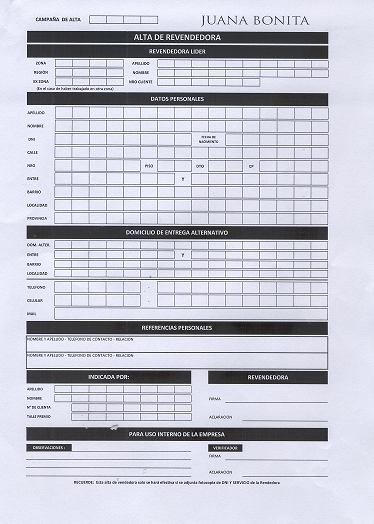 CAMPAÑA DE ALTA JUANA BONITA
ALTA DE REVENDEDORA
REVENDEDORA LIDER
ZONA APELLIDO
REGIÓN NOMBRE
EX ZONA NRO CLIENTE
(En el caso de haber trabajado en otra zona)
DATOS PERSONALES
APELLIDO
NOMBRE
DNI FECHA DE NACIMIENTO
CALLE
NRO PISO DTO CP
ENTRE Y
BARRIO
LOCALIDAD
PROVINCIA
DOMICILIO DE ENTREGA ALTERNATIVO
DOM. ALTER.
ENTRE Y
BARRIO
LOCALIDAD
TELEFONO
CELULAR
MAIL
REFERENCIAS PERSONALES
NOMBRE Y APELLIDO - TELEFONO DE CONTACTO - RELACION
NOMBRE Y APELLIDO - TELEFONO DE CONTACTO - RELACION
INDICADA POR: REVENDEDORA
APELLIDO
NOMBRE FIRMA
N° DE CLIENTA
TALLE PREMIO ACLARACION
PARA USO INTERNO DE LA EMPRESA
OBSERVACIONES : VERIFICADOR
FIRMA
ACLARACION
RECUERDE: Esta alta de revendedora solo se hará efectiva si se adjunta fotocopia de DNI Y SERVICIO de la Revendedora